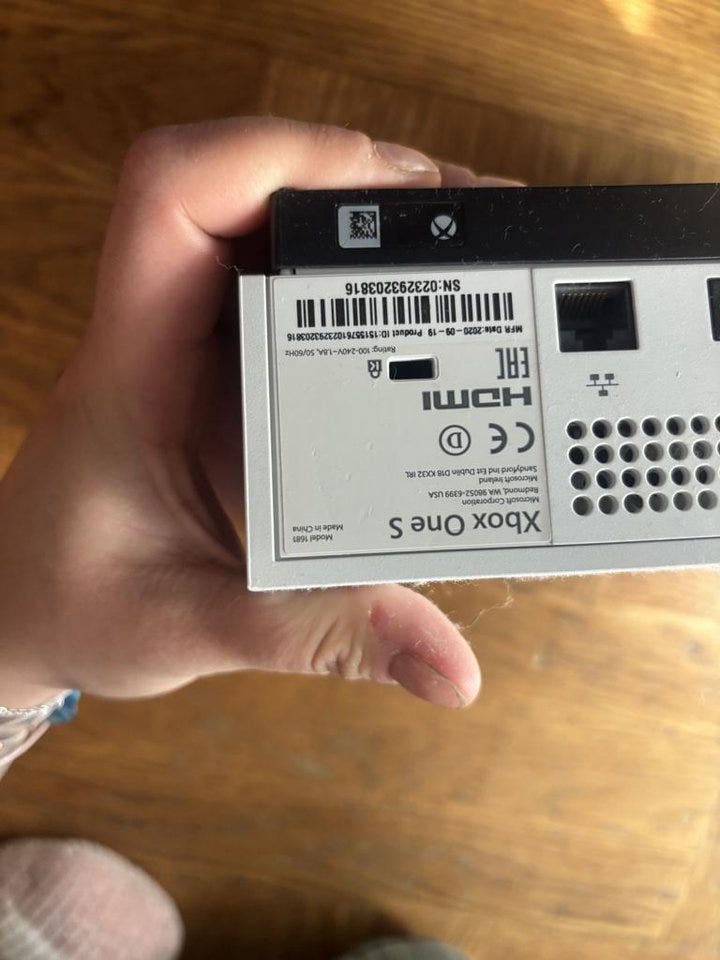 Xbox One S
Model 1681
Made in China
Microsoft Corporation
Redmond, WA 98052-6399 USA
Microsoft Ireland
Sandyford Ind Est Dublin D18 KX32 IRL
CE D
HDMI
EAC
Rating: 100-240V~1.8A, 50/60Hz
MFR Date:2020-09-19 Product ID:
SN:023293203816